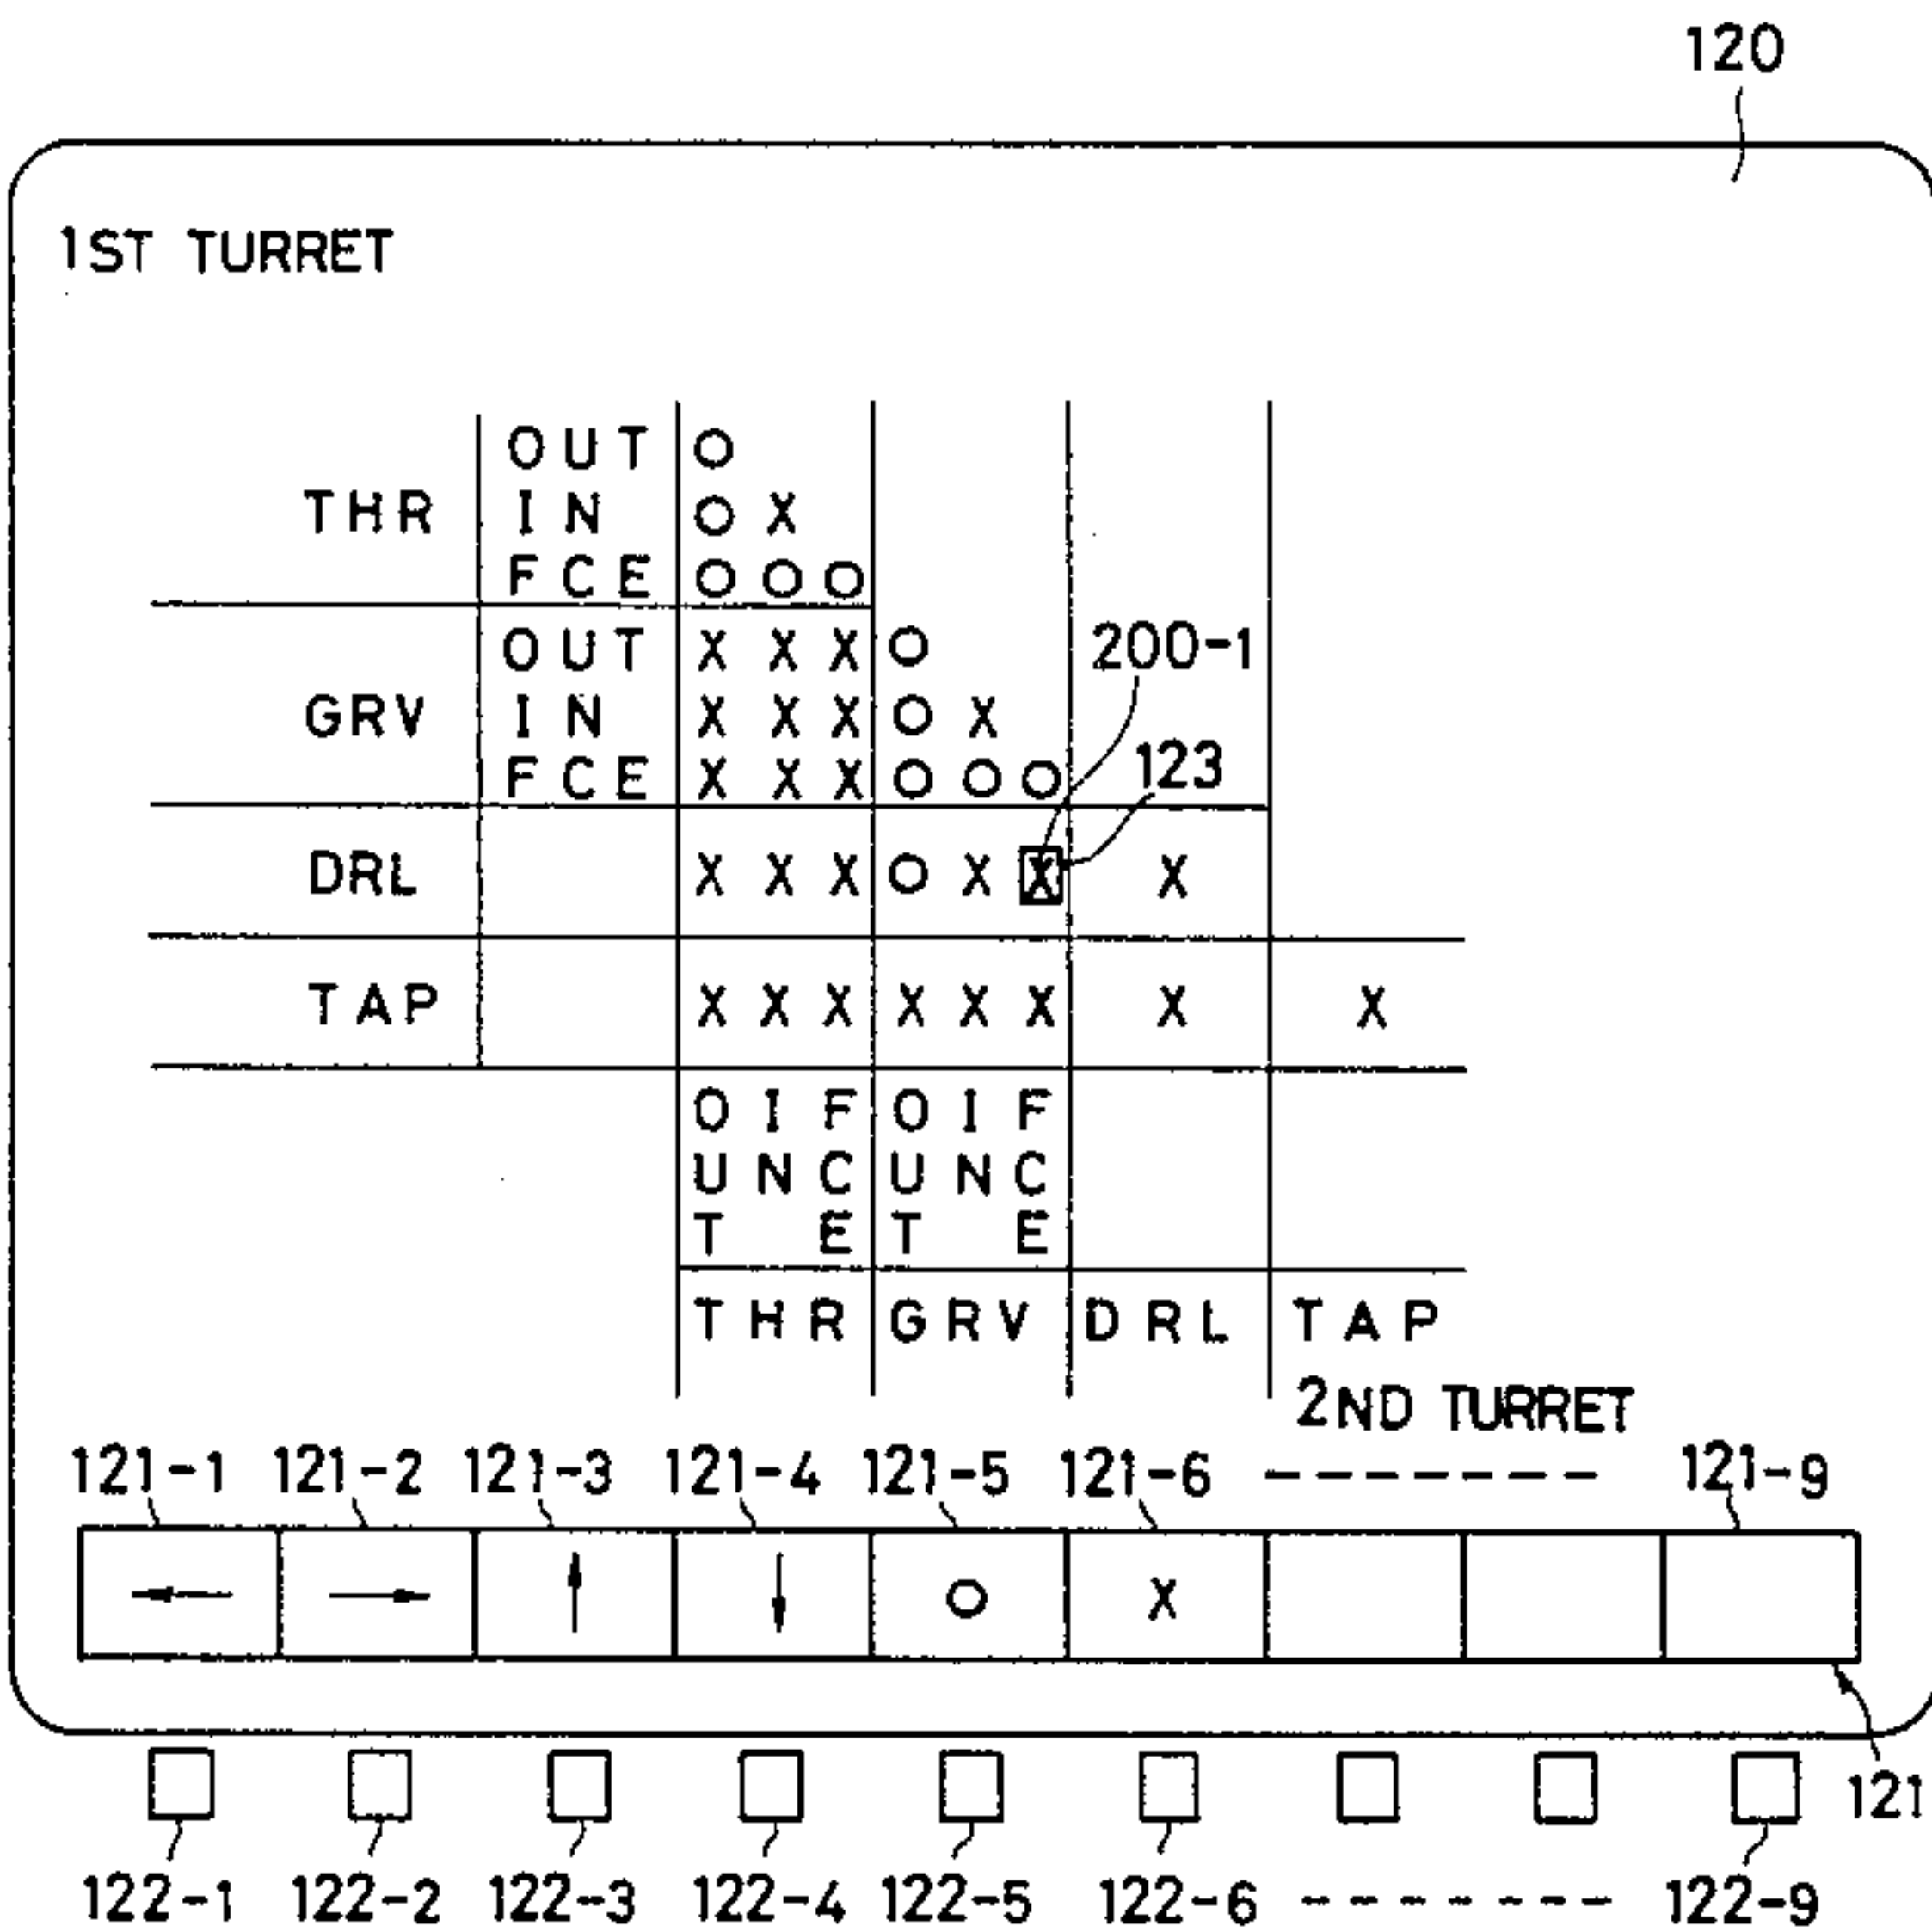 120
1ST TURRET
OUT O
THR IN O X
FCE O O O
OUT X X X O 200-1
GRV IN X X X O X
FCE X X X O O O 123
DRL X X X O X X X
TAP X X X X X X X X
O I F O I F
U N C U N C
T E T E
THR GRV DRL TAP
2ND TURRET
121-1 121-2 121-3 121-4 121-5 121-6 ------- 121-9
← → ↑ ↓ O X
121
122-1 122-2 122-3 122-4 122-5 122-6 ------- 122-9